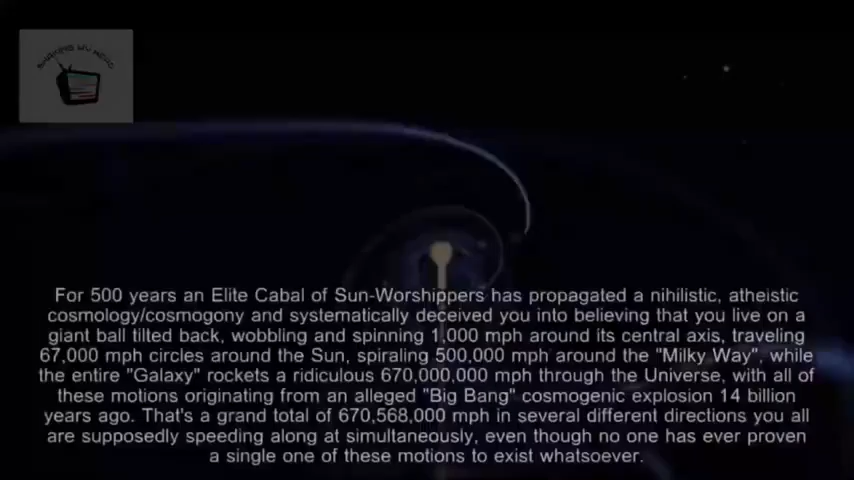 SHAKING MY HEAD
For 500 years an Elite Cabal of Sun-Worshippers has propagated a nihilistic, atheistic
cosmology/cosmogony and systematically deceived you into believing that you live on a
giant ball tilted back, wobbling and spinning 1,000 mph around its central axis, traveling
67,000 mph circles around the Sun, spiraling 500,000 mph around the "Milky Way", while
the entire "Galaxy" rockets a ridiculous 670,000,000 mph through the Universe, with all of
these motions originating from an alleged "Big Bang" cosmogenic explosion 14 billion
years ago. That's a grand total of 670,568,000 mph in several different directions you all
are supposedly speeding along at simultaneously, even though no one has ever proven
a single one of these motions to exist whatsoever.